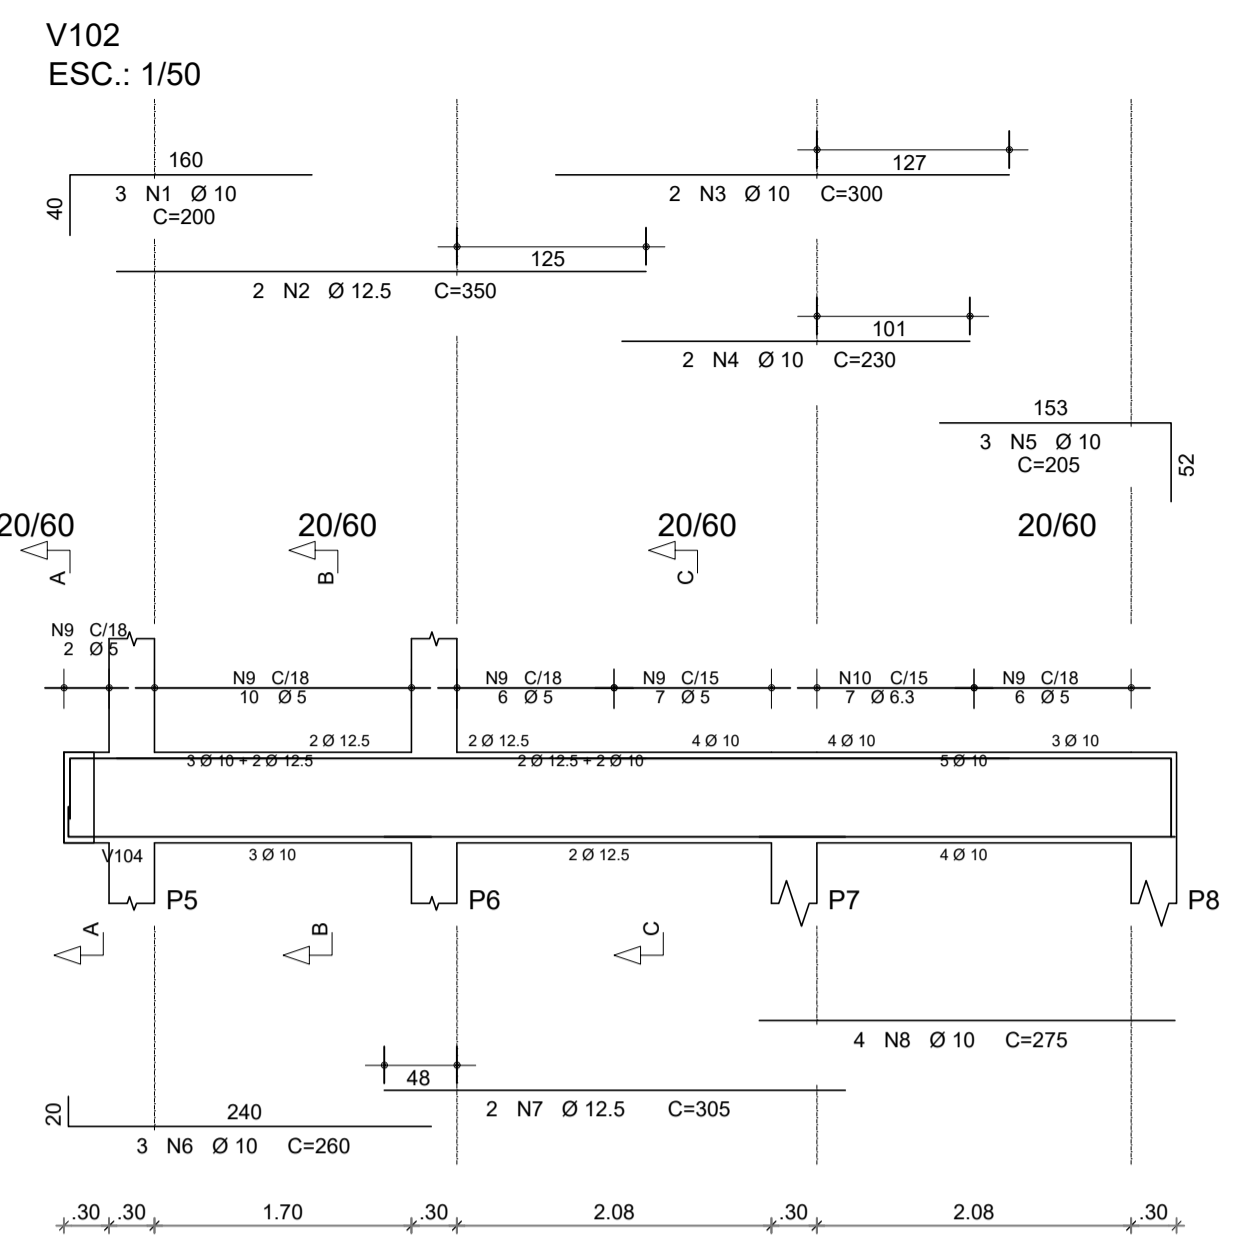 V102
ESC.: 1/50
160
127
3 N1 Ø 10
C=200
40
2 N3 Ø 10 C=300
125
2 N2 Ø 12.5 C=350
101
2 N4 Ø 10 C=230
153
3 N5 Ø 10
C=205
52
20/60 20/60 20/60 20/60
A B C
N9 C/18
2 Ø 5
N9 C/18
10 Ø 5
N9 C/18
6 Ø 5
N9 C/15
7 Ø 5
N10 C/15
7 Ø 6.3
N9 C/18
6 Ø 5
2 Ø 12.5 2 Ø 12.5 4 Ø 10 4 Ø 10 3 Ø 10
3 Ø 10 + 2 Ø 12.5 2 Ø 12.5 + 2 Ø 10 5 Ø 10
V104 3 Ø 10 2 Ø 12.5 4 Ø 10
P5 P6 P7 P8
A B C
4 N8 Ø 10 C=275
48
2 N7 Ø 12.5 C=305
20
240
3 N6 Ø 10 C=260
.30 .30 1.70 .30 2.08 .30 2.08 .30